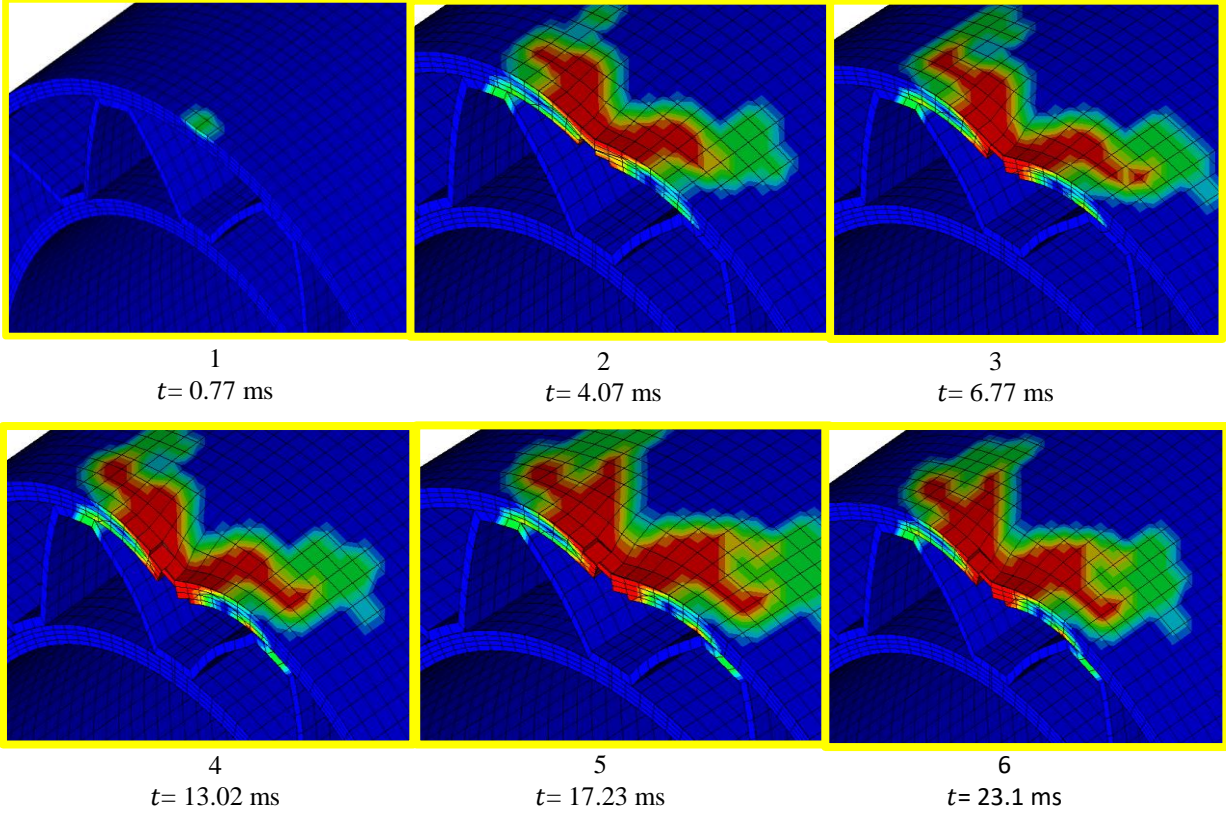 1
t= 0.77 ms
2
t= 4.07 ms
3
t= 6.77 ms
4
t= 13.02 ms
5
t= 17.23 ms
6
t= 23.1 ms